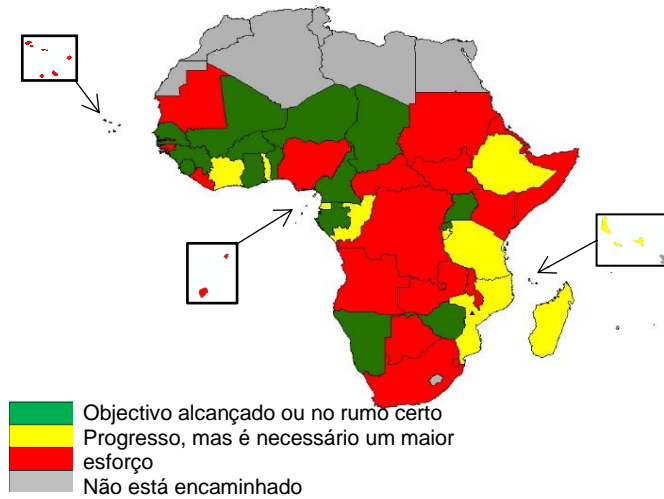 Objectivo alcançado ou no rumo certo
Progresso, mas é necessário um maior
esforço
Não está encaminhado